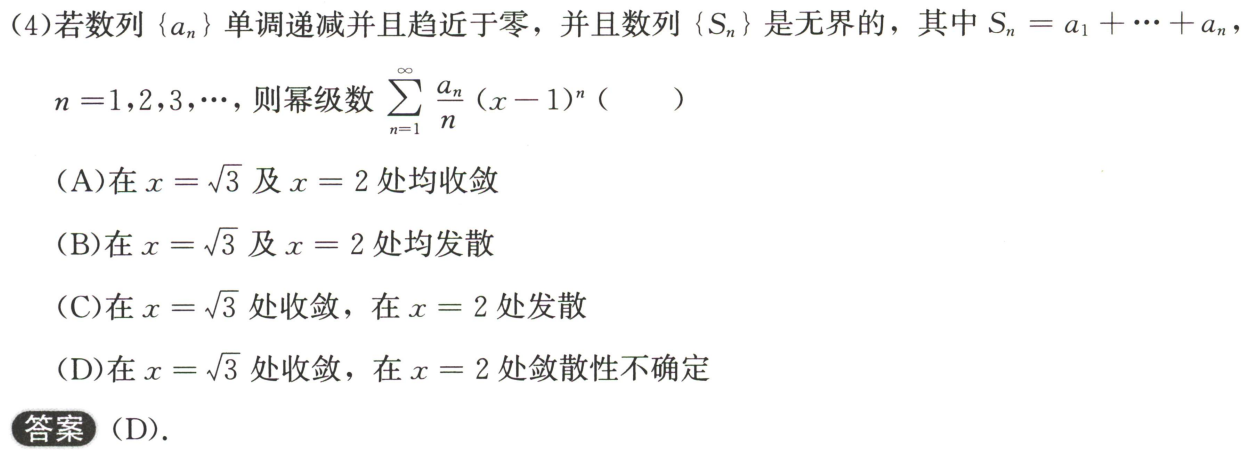 (4)若数列 {aₙ} 单调递减并且趋近于零，并且数列 {Sₙ} 是无界的，其中 Sₙ = a₁ + ⋯ + aₙ，
n = 1,2,3,⋯，则幂级数 ∑_{n=1}^{∞} \frac{aₙ}{n} (x − 1)ⁿ (　　)
(A)在 x = √3 及 x = 2 处均收敛
(B)在 x = √3 及 x = 2 处均发散
(C)在 x = √3 处收敛，在 x = 2 处发散
(D)在 x = √3 处收敛，在 x = 2 处敛散性不确定
答案 (D).